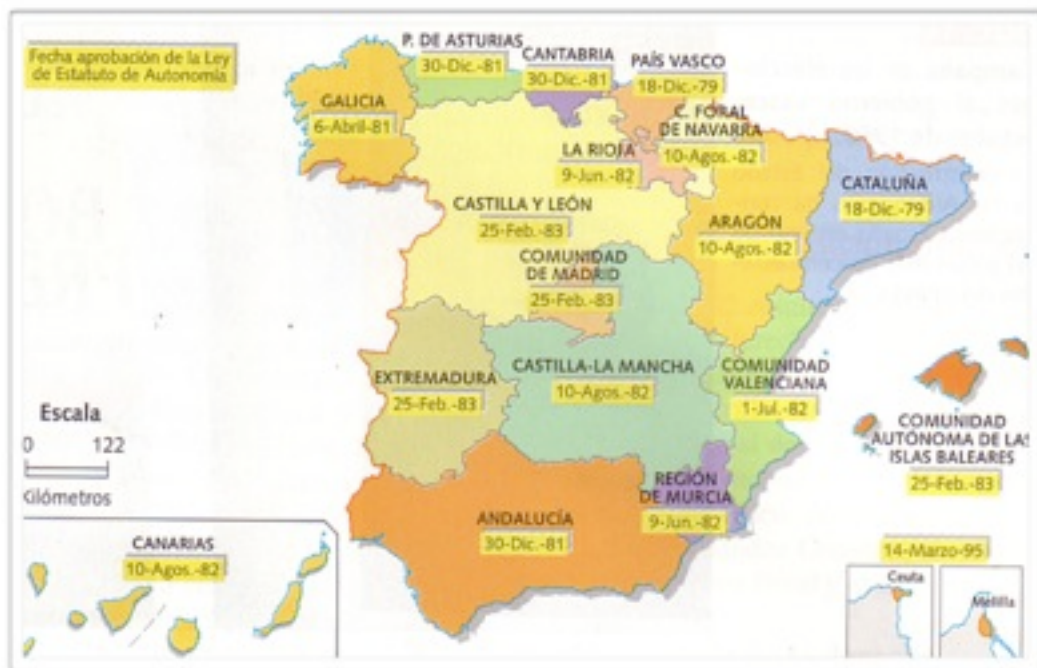 Fecha aprobación de la Ley
de Estatuto de Autonomía
P. DE ASTURIAS
30-Dic.-81
CANTABRIA
30-Dic.-81
PAÍS VASCO
18-Dic.-79
GALICIA
6-Abril-81
C. FORAL
DE NAVARRA
10-Agos.-82
LA RIOJA
9-Jun.-82
CATALUÑA
18-Dic.-79
CASTILLA Y LEÓN
25-Feb.-83
ARAGÓN
10-Agos.-82
COMUNIDAD
DE MADRID
25-Feb.-83
EXTREMADURA
25-Feb.-83
CASTILLA-LA MANCHA
10-Agos.-82
COMUNIDAD
VALENCIANA
1-Jul.-82
Escala
0 122
Kilómetros
COMUNIDAD
AUTÓNOMA DE LAS
ISLAS BALEARES
25-Feb.-83
REGIÓN
DE MURCIA
9-Jun.-82
ANDALUCÍA
30-Dic.-81
CANARIAS
10-Agos.-82
14-Marzo-95
Ceuta
Melilla